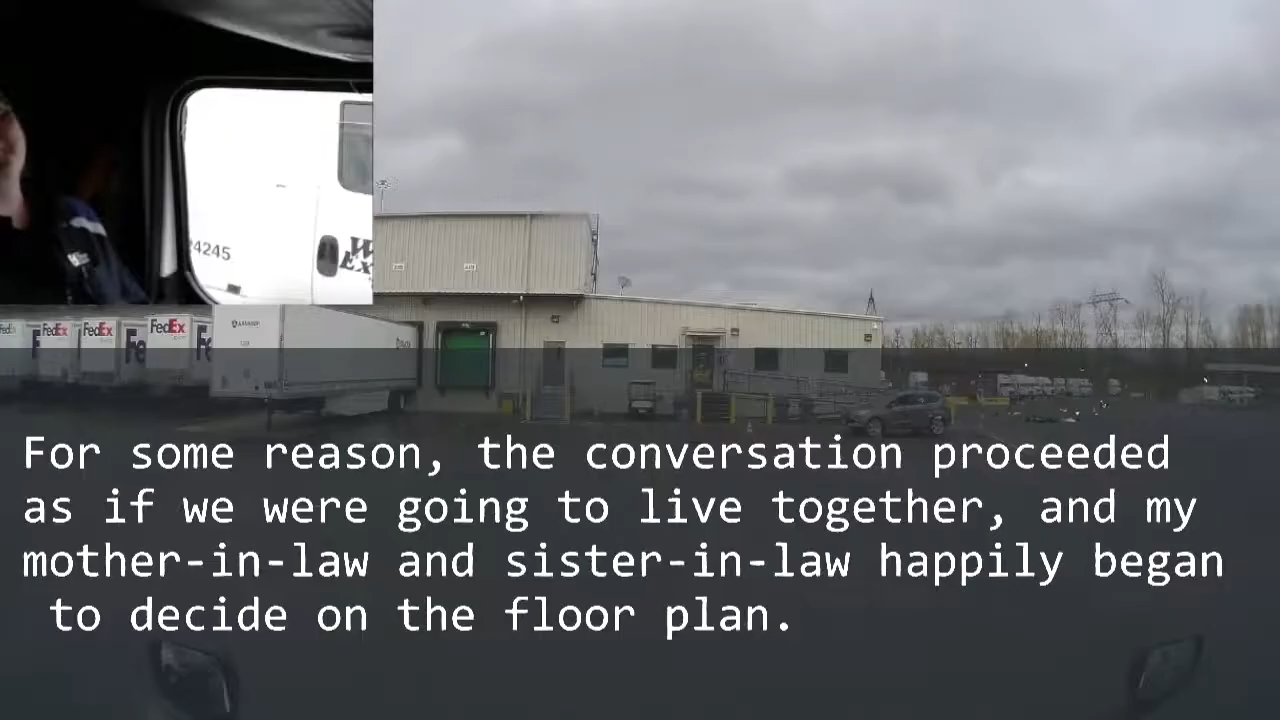 24245
FedEx
FedEx
FedEx
For some reason, the conversation proceeded
as if we were going to live together, and my
mother-in-law and sister-in-law happily began
to decide on the floor plan.